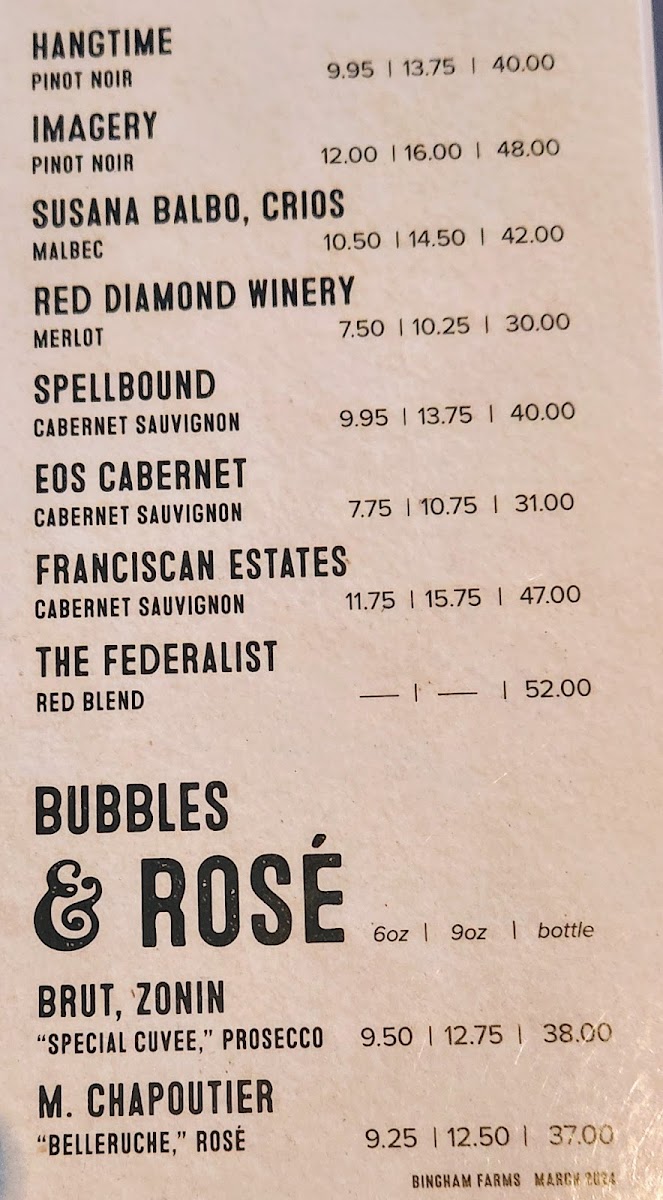 HANGTIME
PINOT NOIR 9.95 | 13.75 | 40.00
IMAGERY
PINOT NOIR 12.00 | 16.00 | 48.00
SUSANA BALBO, CRIOS
MALBEC 10.50 | 14.50 | 42.00
RED DIAMOND WINERY
MERLOT 7.50 | 10.25 | 30.00
SPELLBOUND
CABERNET SAUVIGNON 9.95 | 13.75 | 40.00
EOS CABERNET
CABERNET SAUVIGNON 7.75 | 10.75 | 31.00
FRANCISCAN ESTATES
CABERNET SAUVIGNON 11.75 | 15.75 | 47.00
THE FEDERALIST
RED BLEND — | — | 52.00
BUBBLES
& ROSÉ 6oz | 9oz | bottle
BRUT, ZONIN
“SPECIAL CUVEE,” PROSECCO 9.50 | 12.75 | 38.00
M. CHAPOUTIER
“BELLERUCHE,” ROSÉ 9.25 | 12.50 | 37.00
BINGHAM FARMS MARCH 2024